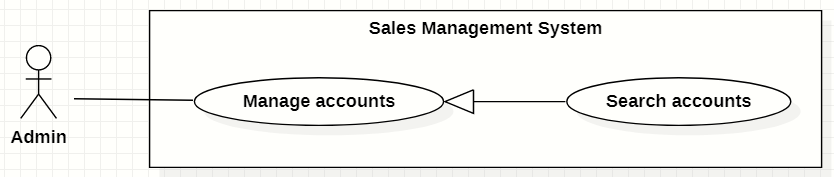 Sales Management System
Manage accounts
Search accounts
Admin